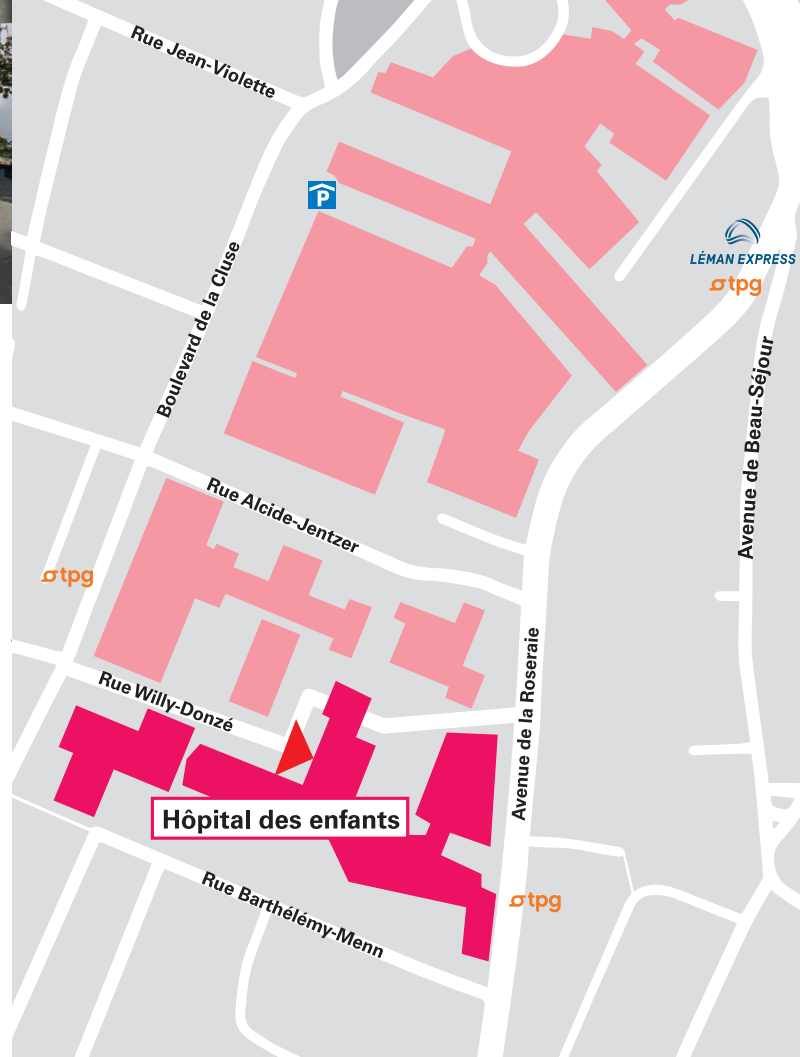 Rue Jean-Violette
P
Boulevard de la Cluse
LÉMAN EXPRESS
tpg
Avenue de Beau-Séjour
Rue Alcide-Jentzer
tpg
Rue Willy-Donzé
Avenue de la Roseraie
Hôpital des enfants
Rue Barthélémy-Menn
tpg